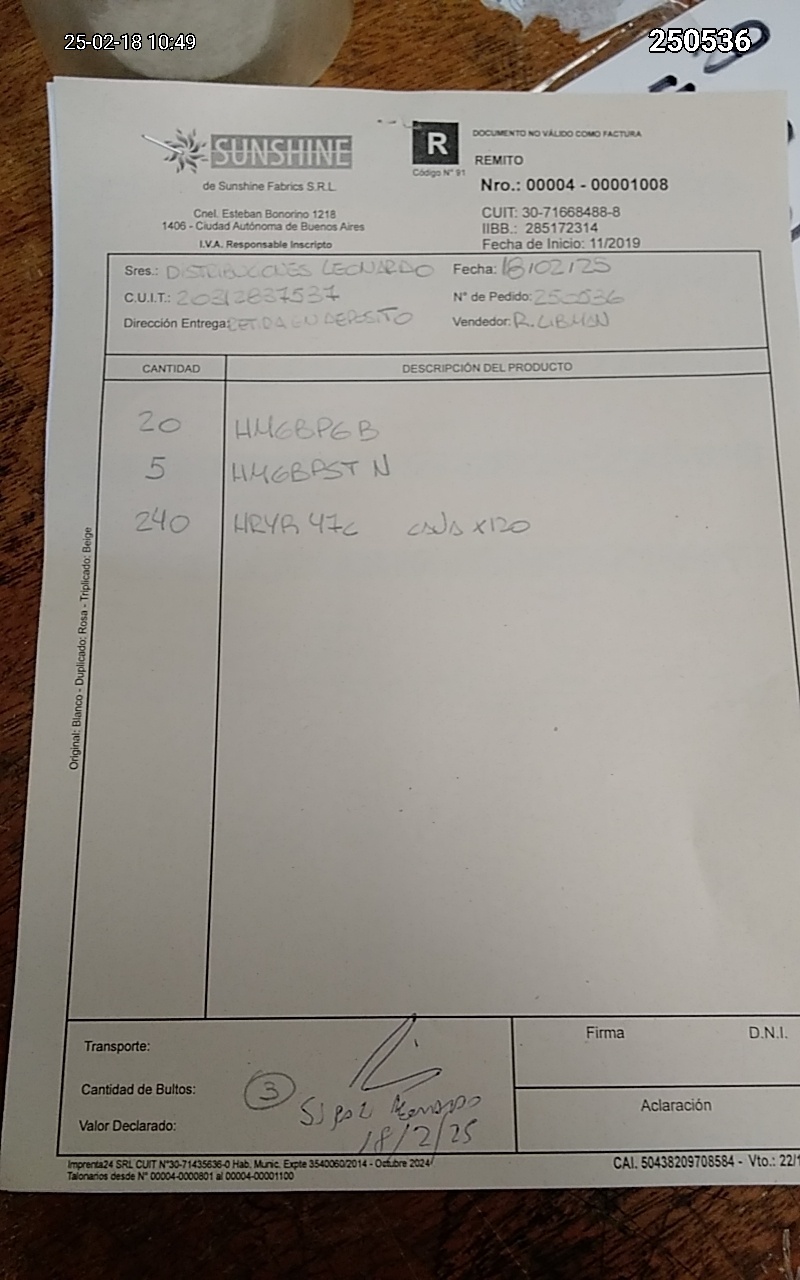 25-02-18 10:49
250536
SUNSHINE
de Sunshine Fabrics S.R.L.
Cnel. Esteban Bonorino 1218
1406 - Ciudad Autónoma de Buenos Aires
I.V.A. Responsable Inscripto
R
Código N° 91
DOCUMENTO NO VÁLIDO COMO FACTURA
REMITO
Nro.: 00004 - 00001008
CUIT: 30-71668488-8
IIBB.: 285172314
Fecha de Inicio: 11/2019
Sres.: DISTRIBUCIONES LEONARDO Fecha: 18/02/25
C.U.I.T.: 20312837537 N° de Pedido: 250536
Dirección Entrega: RETIRA EN DEPOSITO Vendedor: R. LIBMAN
CANTIDAD DESCRIPCIÓN DEL PRODUCTO
20 HMGBPGB
5 HMGBPST N
240 HRYR 47C CAJA X120
Original: Blanco - Duplicado: Rosa - Triplicado: Beige
Transporte:
Cantidad de Bultos: 3
Valor Declarado:
18/2/25
Firma D.N.I.
Aclaración
Imprenta24 SRL CUIT N°30-71435636-0 Hab. Munic. Expte 3540060/2014 - Octubre 2024
Talonarios desde N° 00004-0000801 al 00004-00001100
CAI. 50438209708584 - Vto.: 22/1